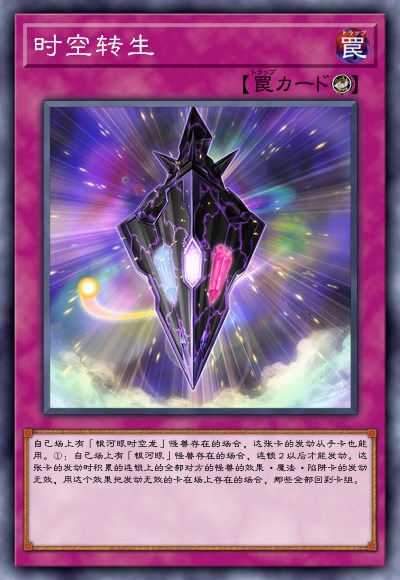 时空转生
トラップ
罠
トラップ
【罠カード】
自己场上有「银河眼时空龙」怪兽存在的场合，这张卡的发动从手卡也能
用。①：自己场上有「银河眼」怪兽存在的场合，连锁２以后才能发动。这
张卡的发动时积累的连锁上的全部对方的怪兽的效果・魔法・陷阱卡的发动
无效，用这个效果把发动无效的卡在场上存在的场合，那些全部回到卡组。